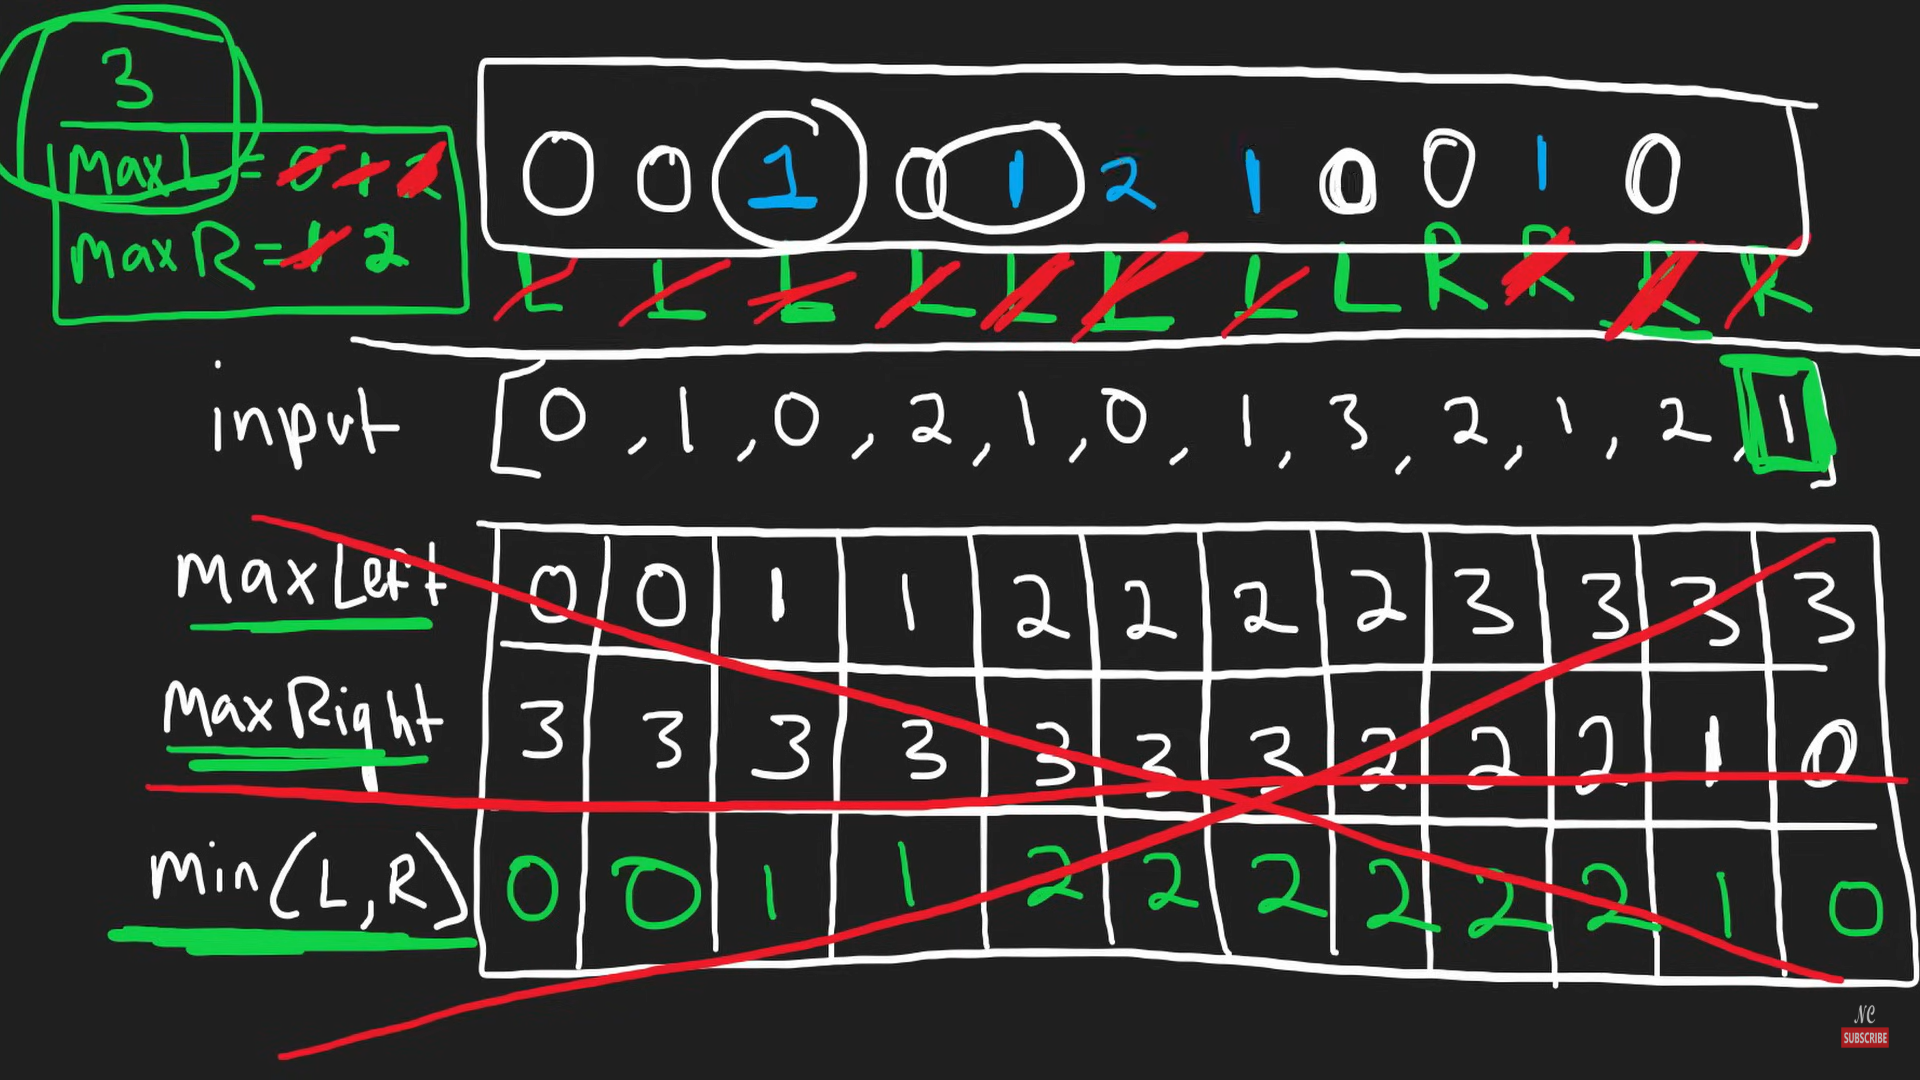 3
maxL = 0 1 2
maxR = 1 2
0 0 1 0 1 2 1 0 0 1 0
L L L L L L L L R R R R
input [0,1,0,2,1,0,1,3,2,1,2,1]
maxLeft 0 0 1 1 2 2 2 2 3 3 3 3
maxRight 3 3 3 3 3 3 3 2 2 2 1 0
min(L,R) 0 0 1 1 2 2 2 2 2 2 1 0
NC
SUBSCRIBE